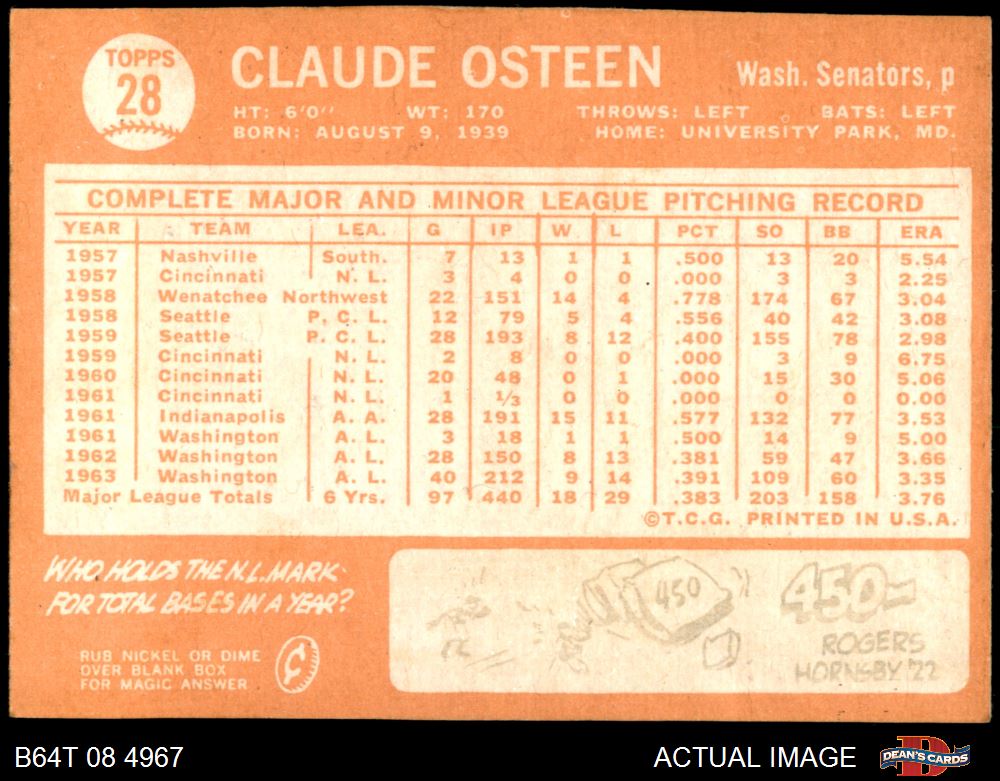 TOPPS
28
CLAUDE OSTEEN
Wash. Senators, p
HT: 6'0" WT: 170 THROWS: LEFT BATS: LEFT
BORN: AUGUST 9, 1939 HOME: UNIVERSITY PARK, MD.
COMPLETE MAJOR AND MINOR LEAGUE PITCHING RECORD
YEAR TEAM LEA. G IP W L PCT SO BB ERA
1957 Nashville South. 7 13 1 1 .500 13 20 5.54
1957 Cincinnati N. L. 3 4 0 0 .000 3 3 2.25
1958 Wenatchee Northwest 22 151 14 4 .778 174 67 3.04
1958 Seattle P. C. L. 12 79 5 4 .556 40 42 3.08
1959 Seattle P. C. L. 28 193 8 12 .400 155 78 2.98
1959 Cincinnati N. L. 2 8 0 0 .000 3 9 6.75
1960 Cincinnati N. L. 20 48 0 1 .000 15 30 5.06
1961 Cincinnati N. L. 1 1/3 0 0 .000 0 0 0.00
1961 Indianapolis A. A. 28 191 15 11 .577 132 77 3.53
1961 Washington A. L. 3 18 1 1 .500 14 9 5.00
1962 Washington A. L. 28 150 8 13 .381 59 47 3.66
1963 Washington A. L. 40 212 9 14 .391 109 60 3.35
Major League Totals 6 Yrs. 97 440 18 29 .383 203 158 3.76
©T.C.G. PRINTED IN U.S.A.
WHO HOLDS THE N.L. MARK
FOR TOTAL BASES IN A YEAR?
RUB NICKEL OR DIME
OVER BLANK BOX
FOR MAGIC ANSWER
¢
450
450-
ROGERS
HORNSBY '22
B64T 08 4967
ACTUAL IMAGE
DEAN'S CARDS